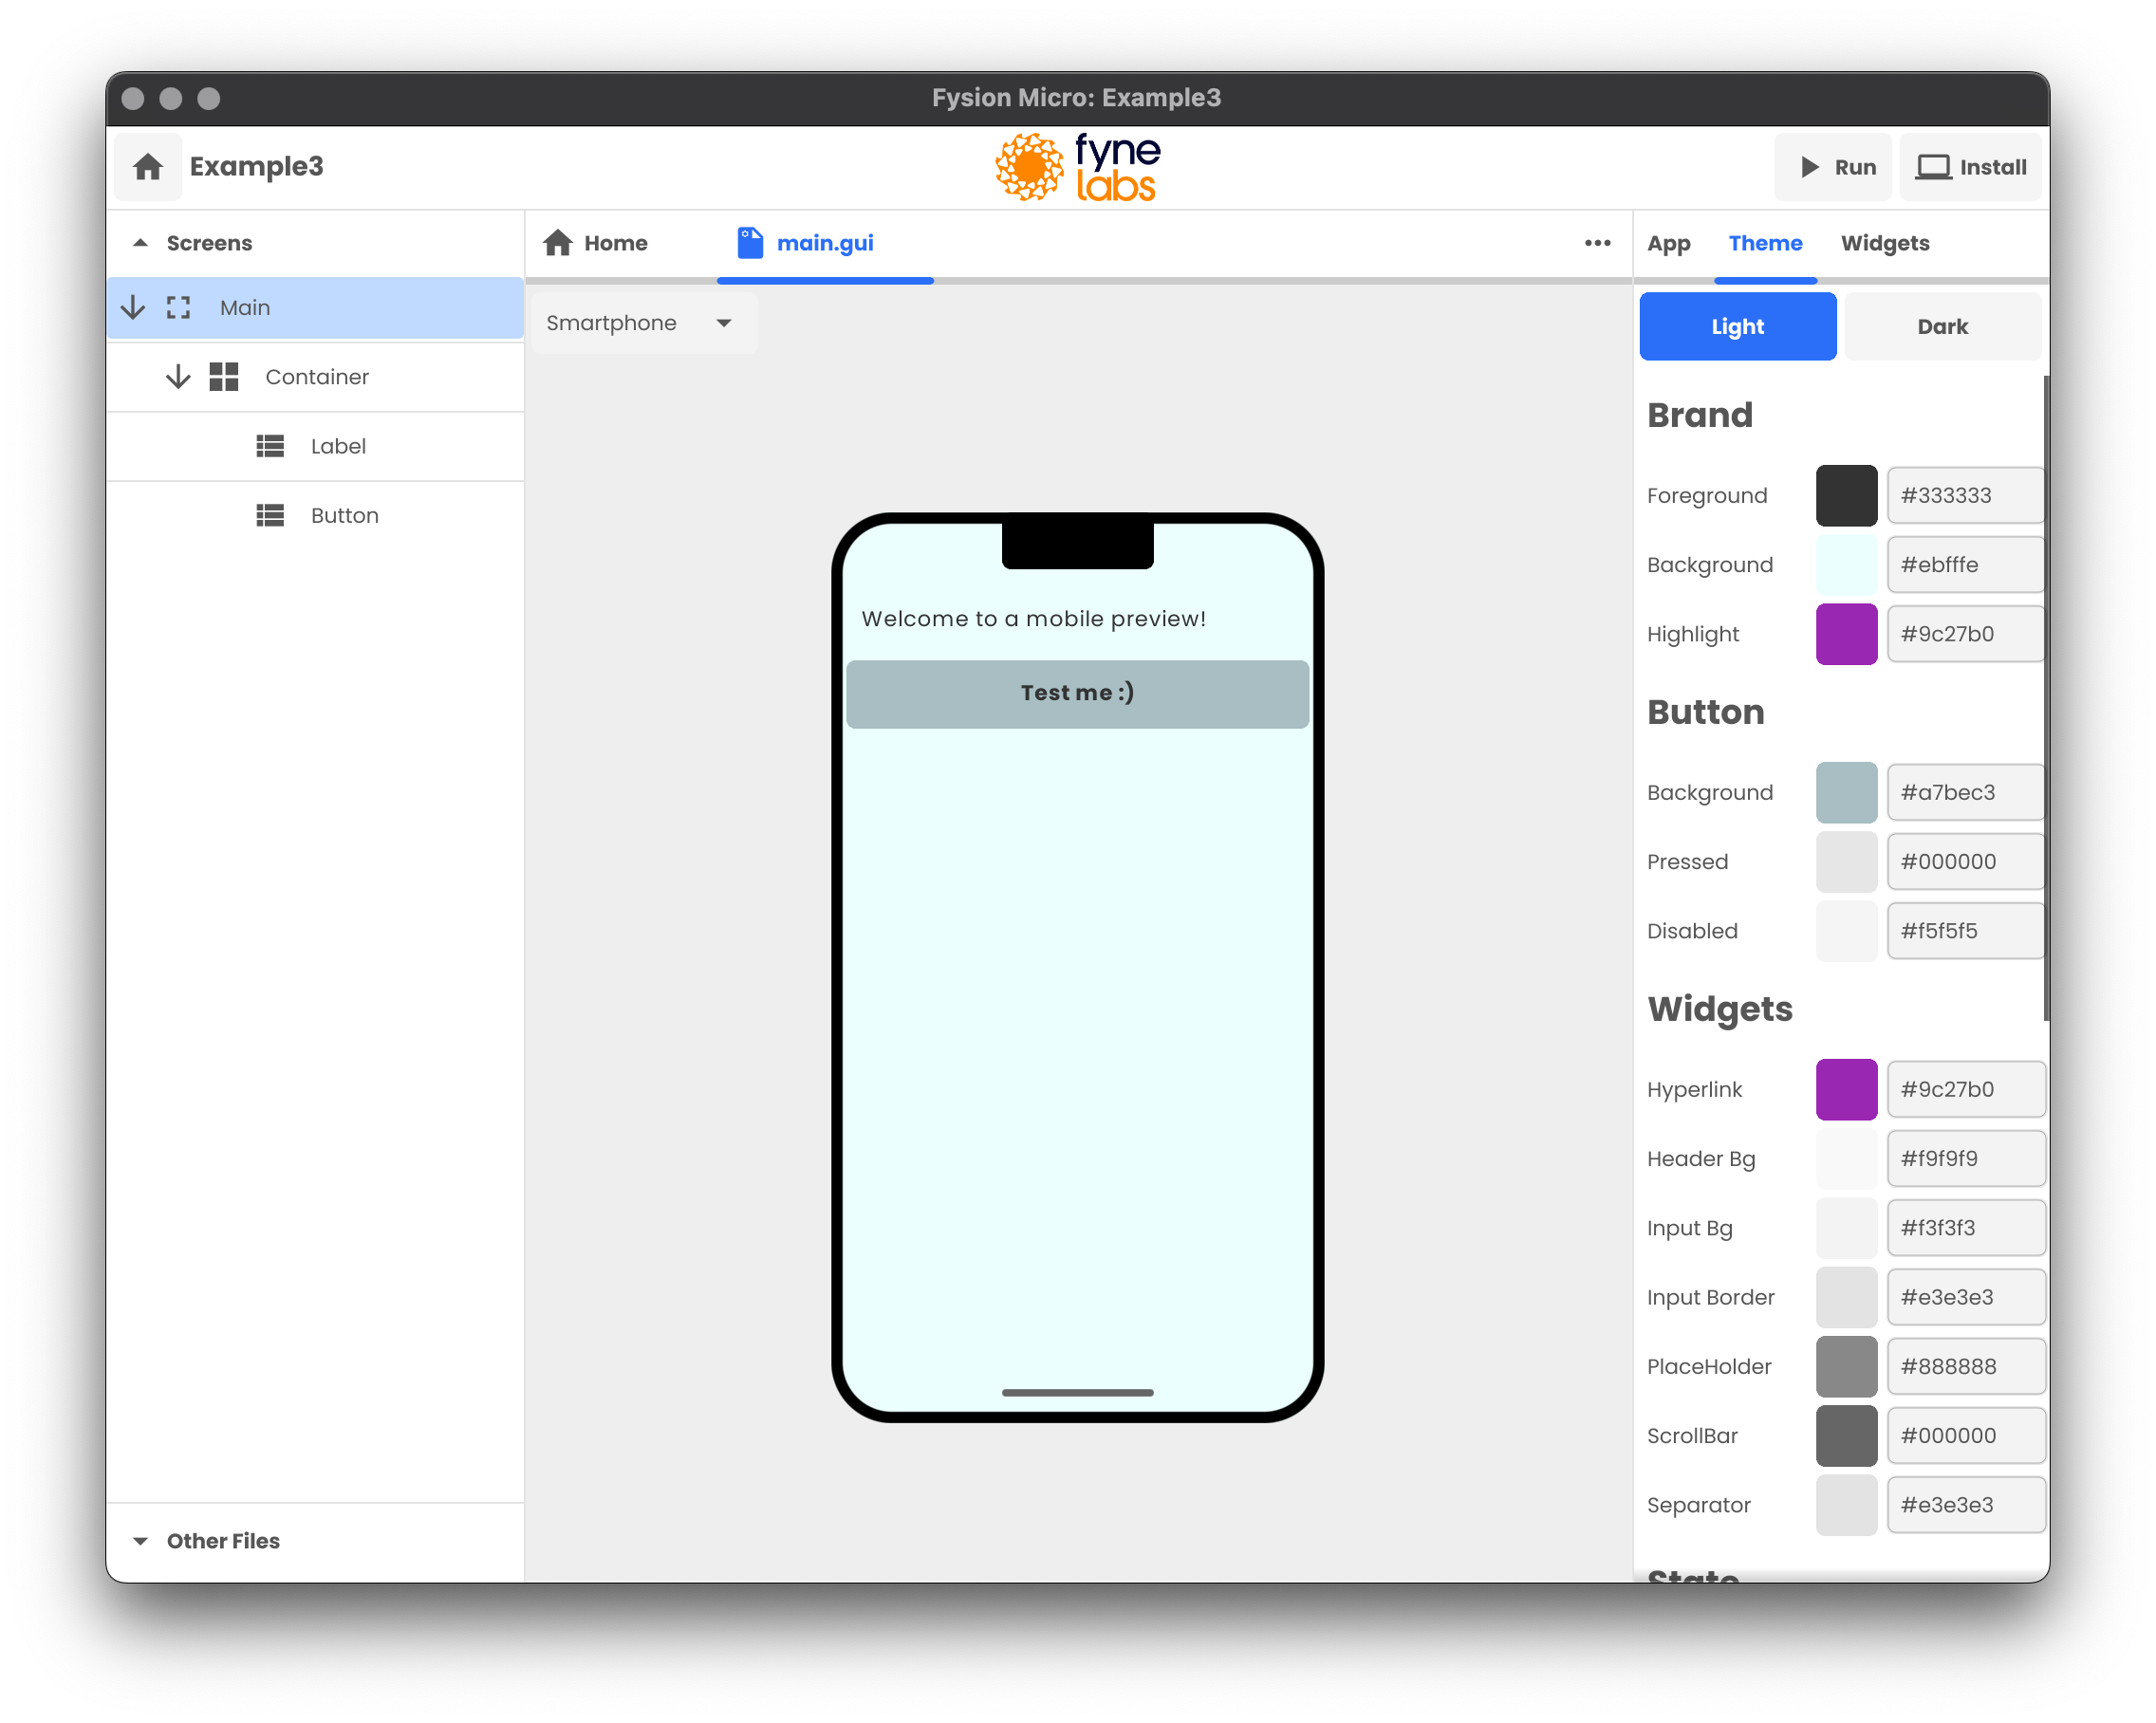 Fysion Micro: Example3
Example3
fyne
labs
Run
Install
Screens
Main
Container
Label
Button
Other Files
Home
main.gui
Smartphone
Welcome to a mobile preview!
Test me :)
App
Theme
Widgets
Light
Dark
Brand
Foreground #333333
Background #ebfffe
Highlight #9c27b0
Button
Background #a7bec3
Pressed #000000
Disabled #f5f5f5
Widgets
Hyperlink #9c27b0
Header Bg #f9f9f9
Input Bg #f3f3f3
Input Border #e3e3e3
PlaceHolder #888888
ScrollBar #000000
Separator #e3e3e3
State